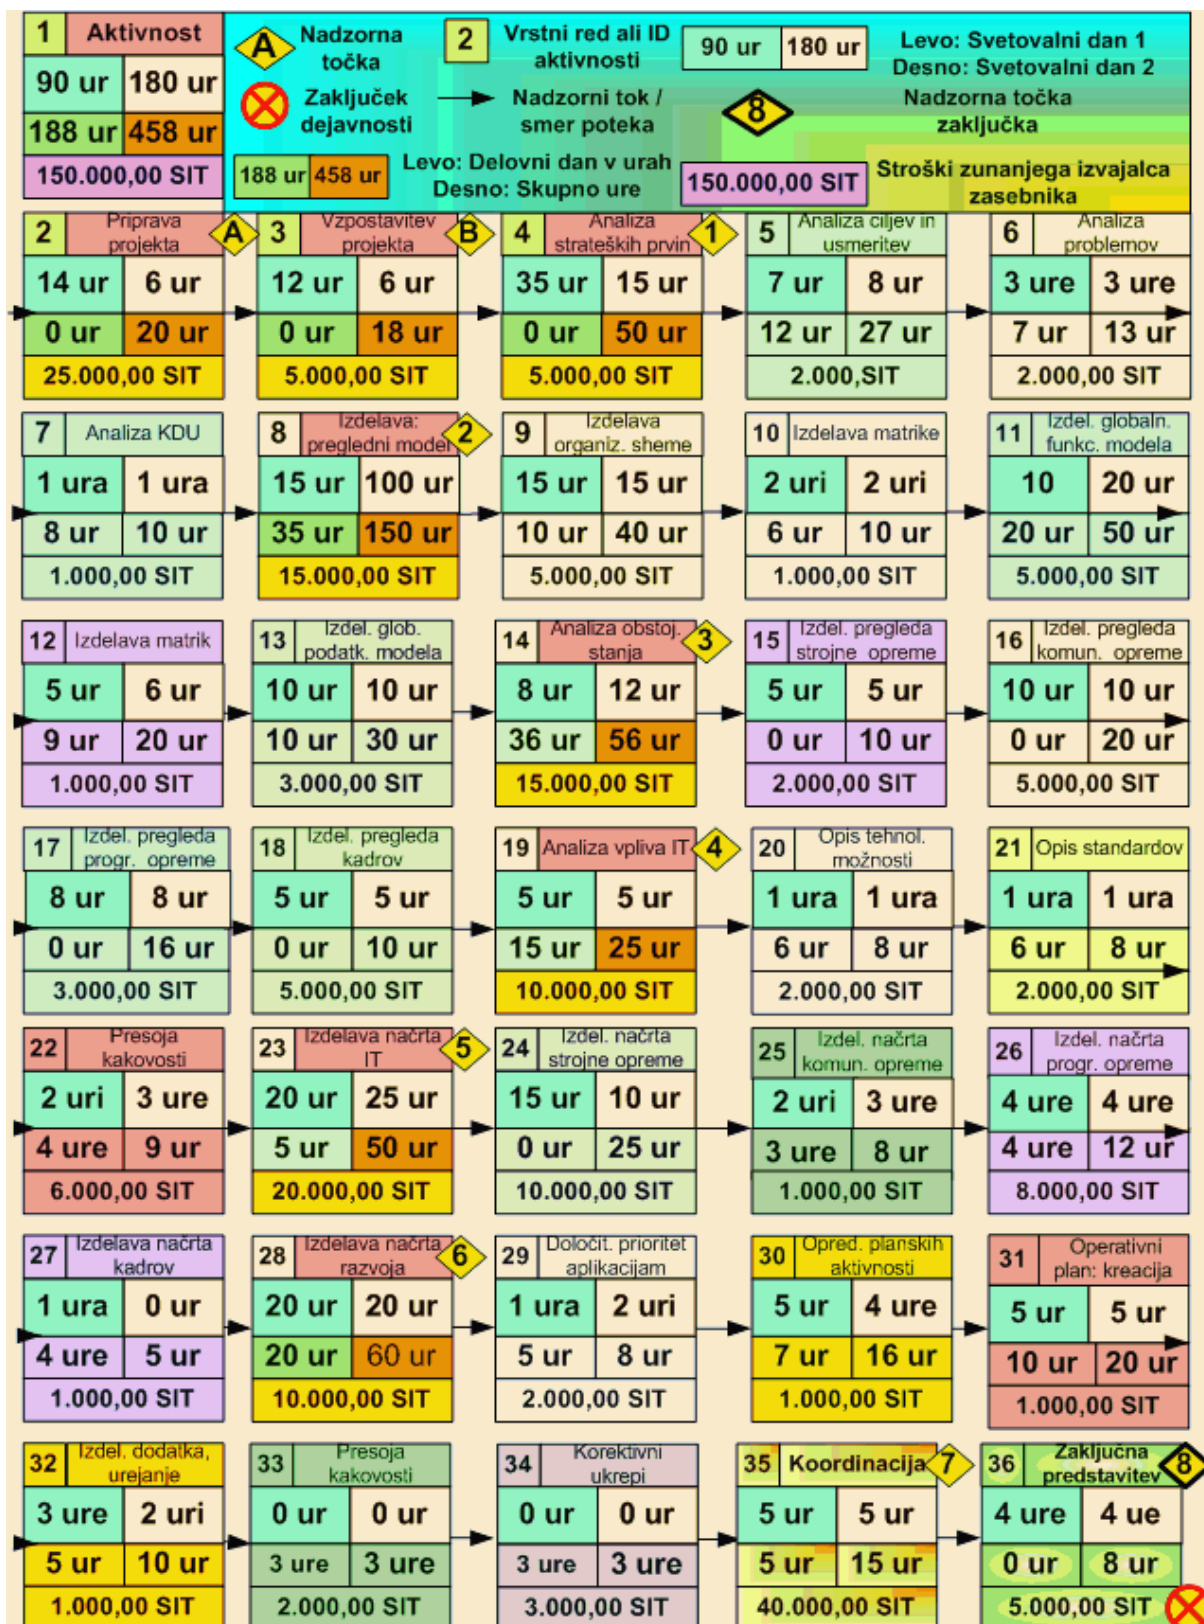 1 Aktivnost
90 ur 180 ur
188 ur 458 ur
150.000,00 SIT
A Nadzorna
točka
2 Vrstni red ali ID
aktivnosti
90 ur 180 ur
Levo: Svetovalni dan 1
Desno: Svetovalni dan 2
Zaključek
dejavnosti
Nadzorni tok /
smer poteka
8
Nadzorna točka
zaključka
188 ur 458 ur
Levo: Delovni dan v urah
Desno: Skupno ure
150.000,00 SIT
Stroški zunanjega izvajalca
zasebnika
2 Priprava
projekta A
14 ur 6 ur
0 ur 20 ur
25.000,00 SIT
3 Vzpostavitev
projekta B
12 ur 6 ur
0 ur 18 ur
5.000,00 SIT
4 Analiza
strateških prvin 1
35 ur 15 ur
0 ur 50 ur
5.000,00 SIT
5 Analiza ciljev in
usmeritev
7 ur 8 ur
12 ur 27 ur
2.000,SIT
6 Analiza
problemov
3 ure 3 ure
7 ur 13 ur
2.000,00 SIT
7 Analiza KDU
1 ura 1 ura
8 ur 10 ur
1.000,00 SIT
8 Izdelava:
pregledni model 2
15 ur 100 ur
35 ur 150 ur
15.000,00 SIT
9 Izdelava
organiz. sheme
15 ur 15 ur
10 ur 40 ur
5.000,00 SIT
10 Izdelava matrike
2 uri 2 uri
6 ur 10 ur
1.000,00 SIT
11 Izdel. globaln.
funkc. modela
10 20 ur
20 ur 50 ur
5.000,00 SIT
12 Izdelava matrik
5 ur 6 ur
9 ur 20 ur
1.000,00 SIT
13 Izdel. glob.
podatk. modela
10 ur 10 ur
10 ur 30 ur
3.000,00 SIT
14 Analiza obstoj.
stanja 3
8 ur 12 ur
36 ur 56 ur
15.000,00 SIT
15 Izdel. pregleda
strojne opreme
5 ur 5 ur
0 ur 10 ur
2.000,00 SIT
16 Izdel. pregleda
komun. opreme
10 ur 10 ur
0 ur 20 ur
5.000,00 SIT
17 Izdel. pregleda
progr. opreme
8 ur 8 ur
0 ur 16 ur
3.000,00 SIT
18 Izdel. pregleda
kadrov
5 ur 5 ur
0 ur 10 ur
5.000,00 SIT
19 Analiza vpliva IT 4
5 ur 5 ur
15 ur 25 ur
10.000,00 SIT
20 Opis tehnol.
možnosti
1 ura 1 ura
6 ur 8 ur
2.000,00 SIT
21 Opis standardov
1 ura 1 ura
6 ur 8 ur
2.000,00 SIT
22 Presoja
kakovosti
2 uri 3 ure
4 ure 9 ur
6.000,00 SIT
23 Izdelava načrta
IT 5
20 ur 25 ur
5 ur 50 ur
20.000,00 SIT
24 Izdel. načrta
strojne opreme
15 ur 10 ur
0 ur 25 ur
10.000,00 SIT
25 Izdel. načrta
komun. opreme
2 uri 3 ure
3 ure 8 ur
1.000,00 SIT
26 Izdel. načrta
progr. opreme
4 ure 4 ure
4 ure 12 ur
8.000,00 SIT
27 Izdelava načrta
kadrov
1 ura 0 ur
4 ure 5 ur
1.000,00 SIT
28 Izdelava načrta
razvoja 6
20 ur 20 ur
20 ur 60 ur
10.000,00 SIT
29 Določit. prioritet
aplikacijam
1 ura 2 uri
5 ur 8 ur
2.000,00 SIT
30 Opred. planskih
aktivnosti
5 ur 4 ure
7 ur 16 ur
1.000,00 SIT
31 Operativni
plan: kreacija
5 ur 5 ur
10 ur 20 ur
1.000,00 SIT
32 Izdel. dodatka,
urejanje
3 ure 2 uri
5 ur 10 ur
1.000,00 SIT
33 Presoja
kakovosti
0 ur 0 ur
3 ure 3 ure
2.000,00 SIT
34 Korektivni
ukrepi
0 ur 0 ur
3 ure 3 ure
3.000,00 SIT
35 Koordinacija 7
5 ur 5 ur
5 ur 15 ur
40.000,00 SIT
36 Zaključna
predstavitev 8
4 ure 4 ue
0 ur 8 ur
5.000,00 SIT